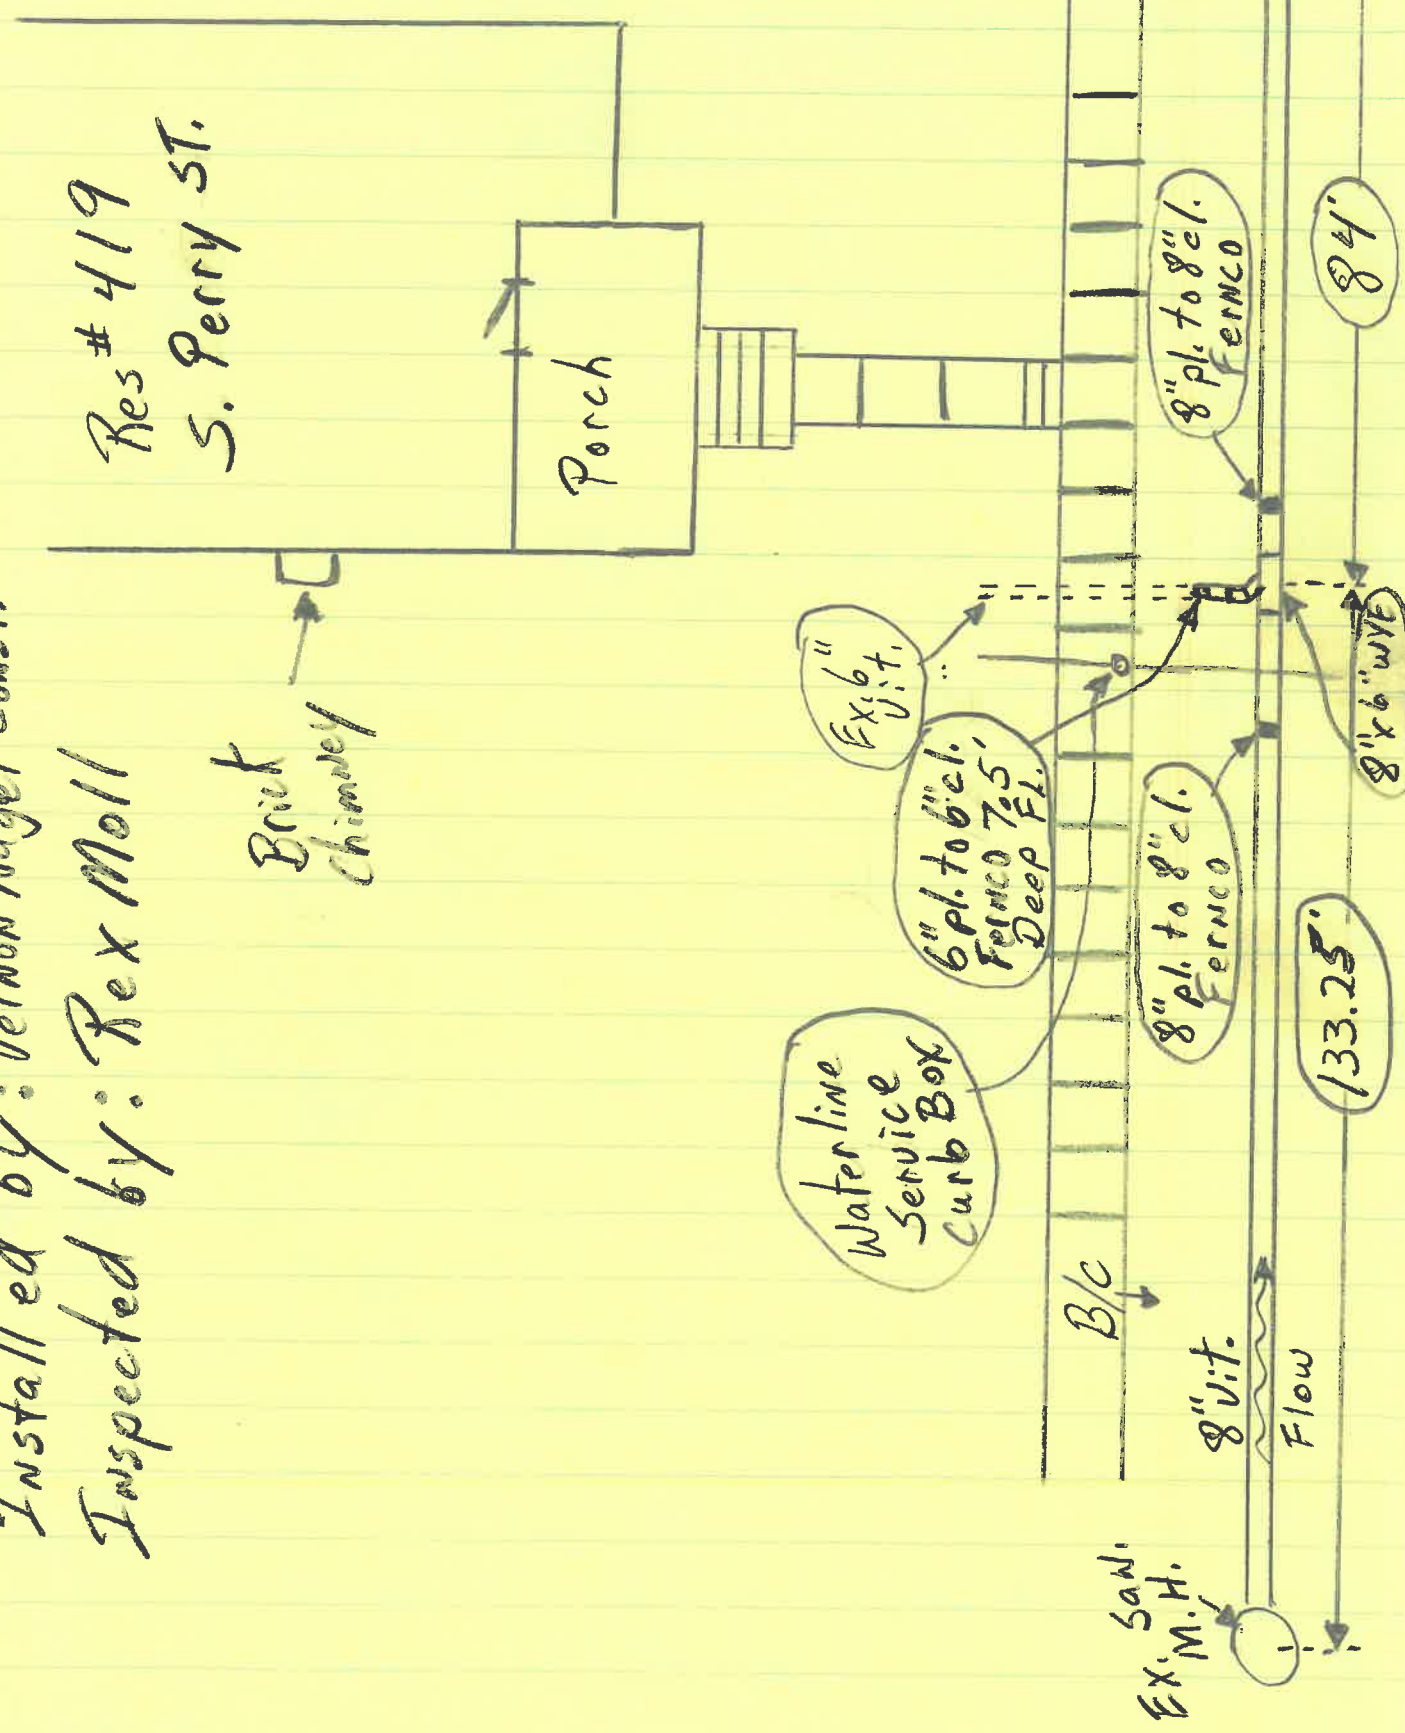 Installed by: Vernon Nagel Const.
Inspected by: Rex Moll
Res # 419
S. Perry ST.
Brick
Chimney
Porch
Ex. 6"
Vit.
6" pl. to 6" cl.
Fernco 7.5'
Deep FL.
Waterline
Service
Curb Box
B/C
8" pl. to 8" cl.
Fernco
8" pl. to 8" cl.
Fernco
8" Vit.
Flow
Ex. San.
M.H.
84'
133.25'
8"x6" WYE